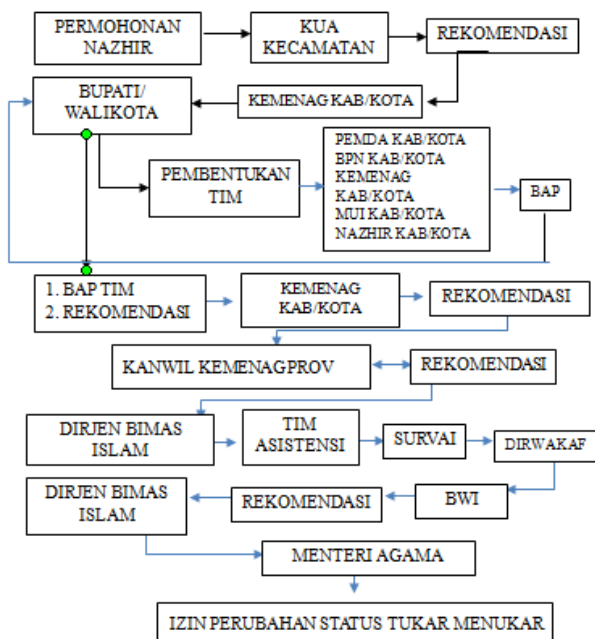 PERMOHONAN
NAZHIR
KUA
KECAMATAN
REKOMENDASI
BUPATI/
WALIKOTA
KEMENAG KAB/KOTA
PEMBENTUKAN
TIM
PEMDA KAB/KOTA
BPN KAB/KOTA
KEMENAG
KAB/KOTA
MUI KAB/KOTA
NAZHIR KAB/KOTA
BAP
1. BAP TIM
2. REKOMENDASI
KEMENAG
KAB/KOTA
REKOMENDASI
KANWIL KEMENAG PROV
REKOMENDASI
DIRJEN BIMAS
ISLAM
TIM
ASISTENSI
SURVAI
DIRWAKAF
DIRJEN BIMAS
ISLAM
REKOMENDASI
BWI
MENTERI AGAMA
IZIN PERUBAHAN STATUS TUKAR MENUKAR